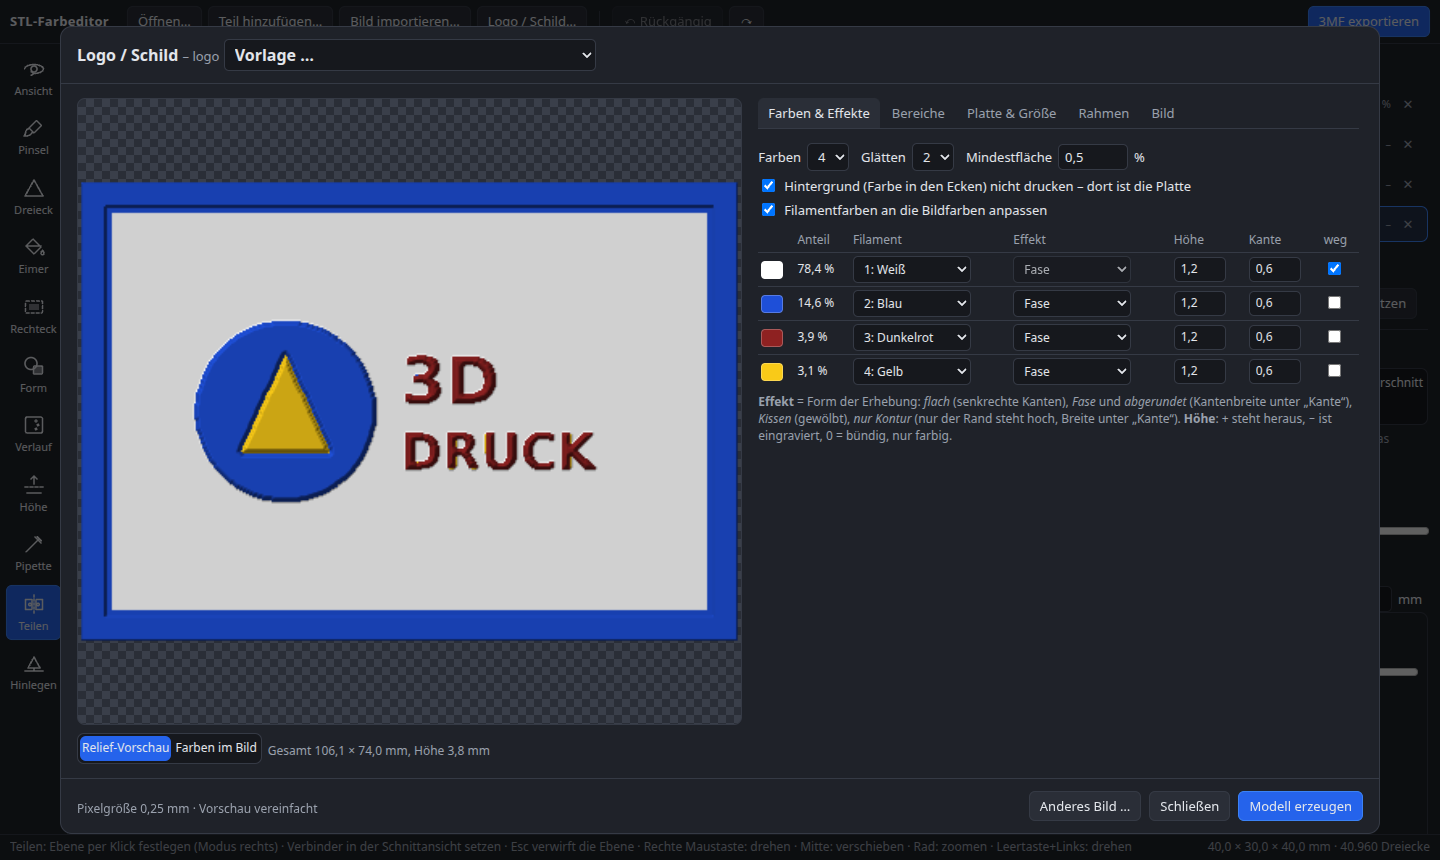 STL-Farbeditor Öffnen... Teil hinzufügen... Bild importieren... Logo / Schild... ↶ Rückgängig ↷ 3MF exportieren
Logo / Schild – logo Vorlage ...
Ansicht
Pinsel
Dreieck
Eimer
Rechteck
Form
Verlauf
Höhe
Pipette
Teilen
Hinlegen
3D
DRUCK
Relief-Vorschau Farben im Bild Gesamt 106,1 × 74,0 mm, Höhe 3,8 mm
Farben & Effekte Bereiche Platte & Größe Rahmen Bild
Farben 4 Glätten 2 Mindestfläche 0,5 %
Hintergrund (Farbe in den Ecken) nicht drucken – dort ist die Platte
Filamentfarben an die Bildfarben anpassen
Anteil Filament Effekt Höhe Kante weg
78,4 % 1: Weiß Fase 1,2 0,6
14,6 % 2: Blau Fase 1,2 0,6
3,9 % 3: Dunkelrot Fase 1,2 0,6
3,1 % 4: Gelb Fase 1,2 0,6
Effekt = Form der Erhebung: flach (senkrechte Kanten), Fase und abgerundet (Kantenbreite unter „Kante“),
Kissen (gewölbt), nur Kontur (nur der Rand steht hoch, Breite unter „Kante“). Höhe: + steht heraus, − ist
eingraviert, 0 = bündig, nur farbig.
% ×
– ×
– ×
– ×
tzen
rschnitt
as
mm
Pixelgröße 0,25 mm · Vorschau vereinfacht Anderes Bild ... Schließen Modell erzeugen
Teilen: Ebene per Klick festlegen (Modus rechts) · Verbinder in der Schnittansicht setzen · Esc verwirft die Ebene · Rechte Maustaste: drehen · Mitte: verschieben · Rad: zoomen · Leertaste+Links: drehen 40,0 × 30,0 × 40,0 mm · 40.960 Dreiecke